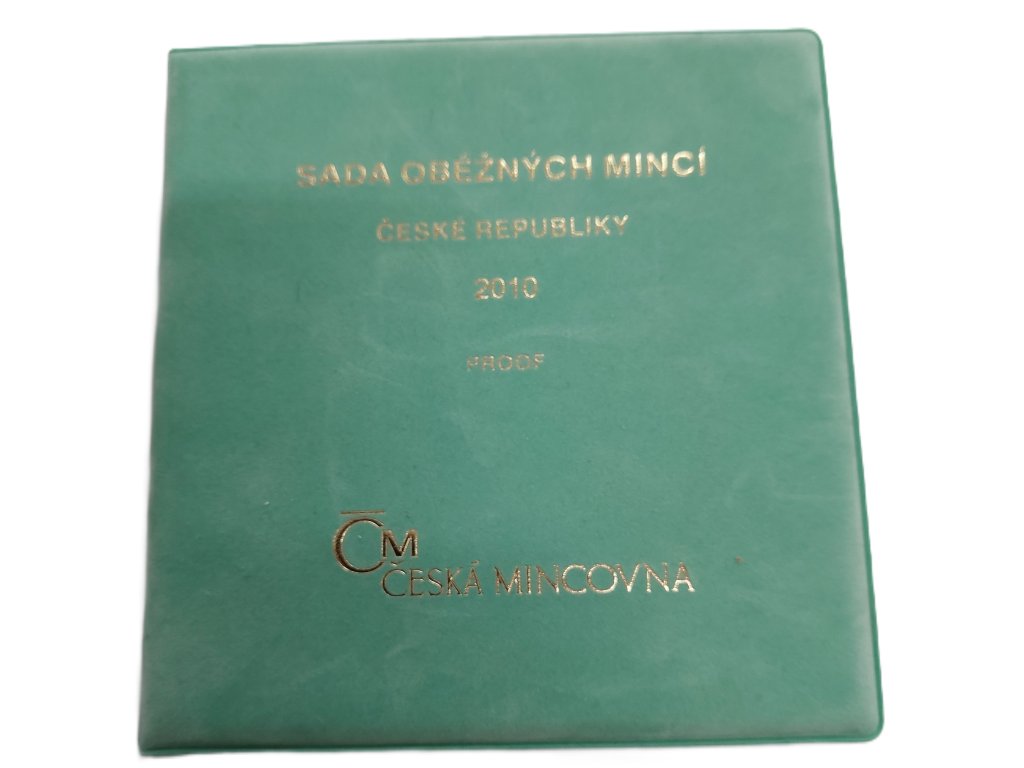 SADA OBĚŽNÝCH MINCÍ
ČESKÉ REPUBLIKY
2010
PROOF
ČM
ČESKÁ MINCOVNA